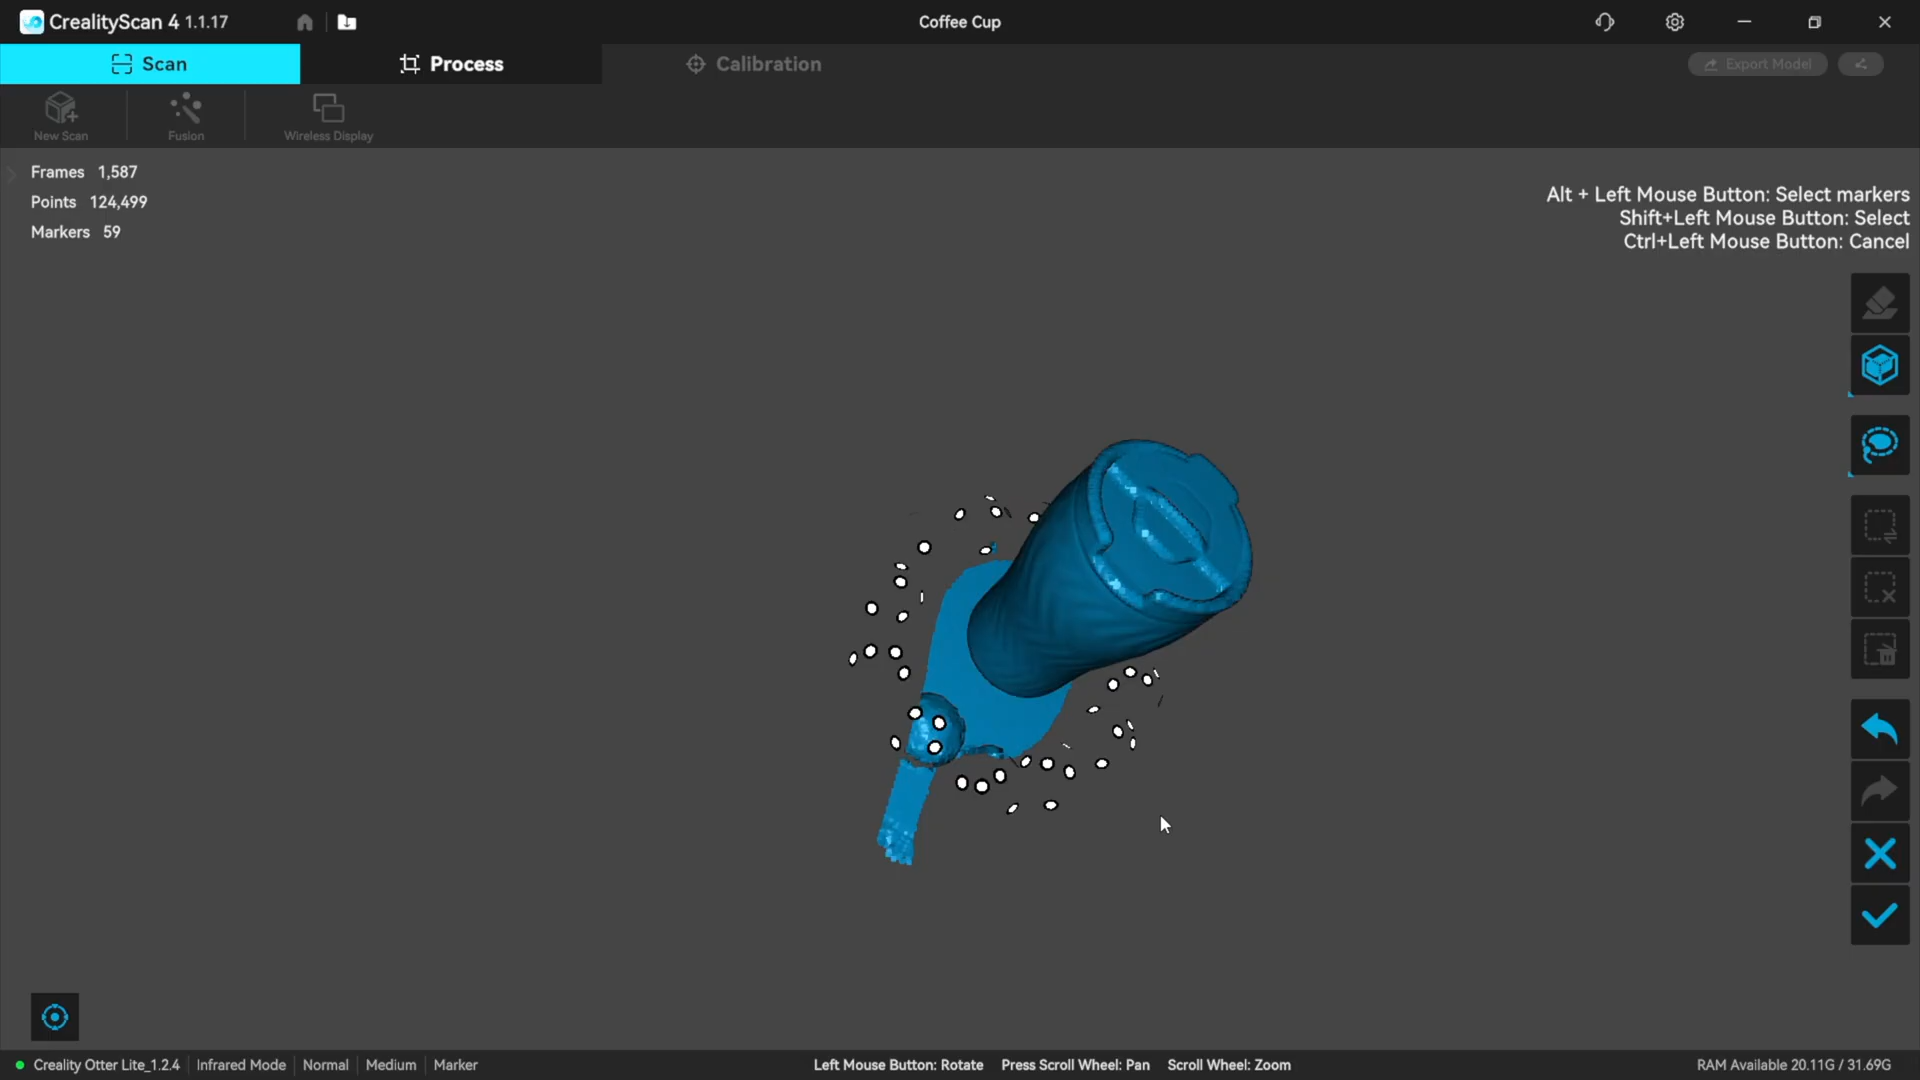 CrealityScan 4 1.1.17
Coffee Cup
Scan
Process
Calibration
Export Model
New Scan
Fusion
Wireless Display
Frames 1,587
Points 124,499
Markers 59
Alt + Left Mouse Button: Select markers
Shift+Left Mouse Button: Select
Ctrl+Left Mouse Button: Cancel
Creality Otter Lite_1.2.4
Infrared Mode
Normal
Medium
Marker
Left Mouse Button: Rotate
Press Scroll Wheel: Pan
Scroll Wheel: Zoom
RAM Available 20.11G / 31.69G